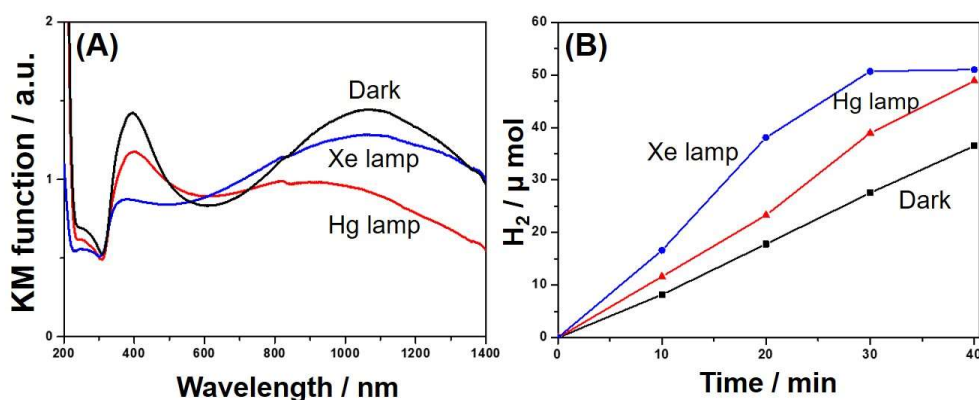 (A)
KM function / a.u.
2
1
0
Dark
Xe lamp
Hg lamp
200 400 600 800 1000 1200 1400
Wavelength / nm
(B)
H₂ / μ mol
60
50
40
30
20
10
0
Hg lamp
Xe lamp
Dark
0 10 20 30 40
Time / min